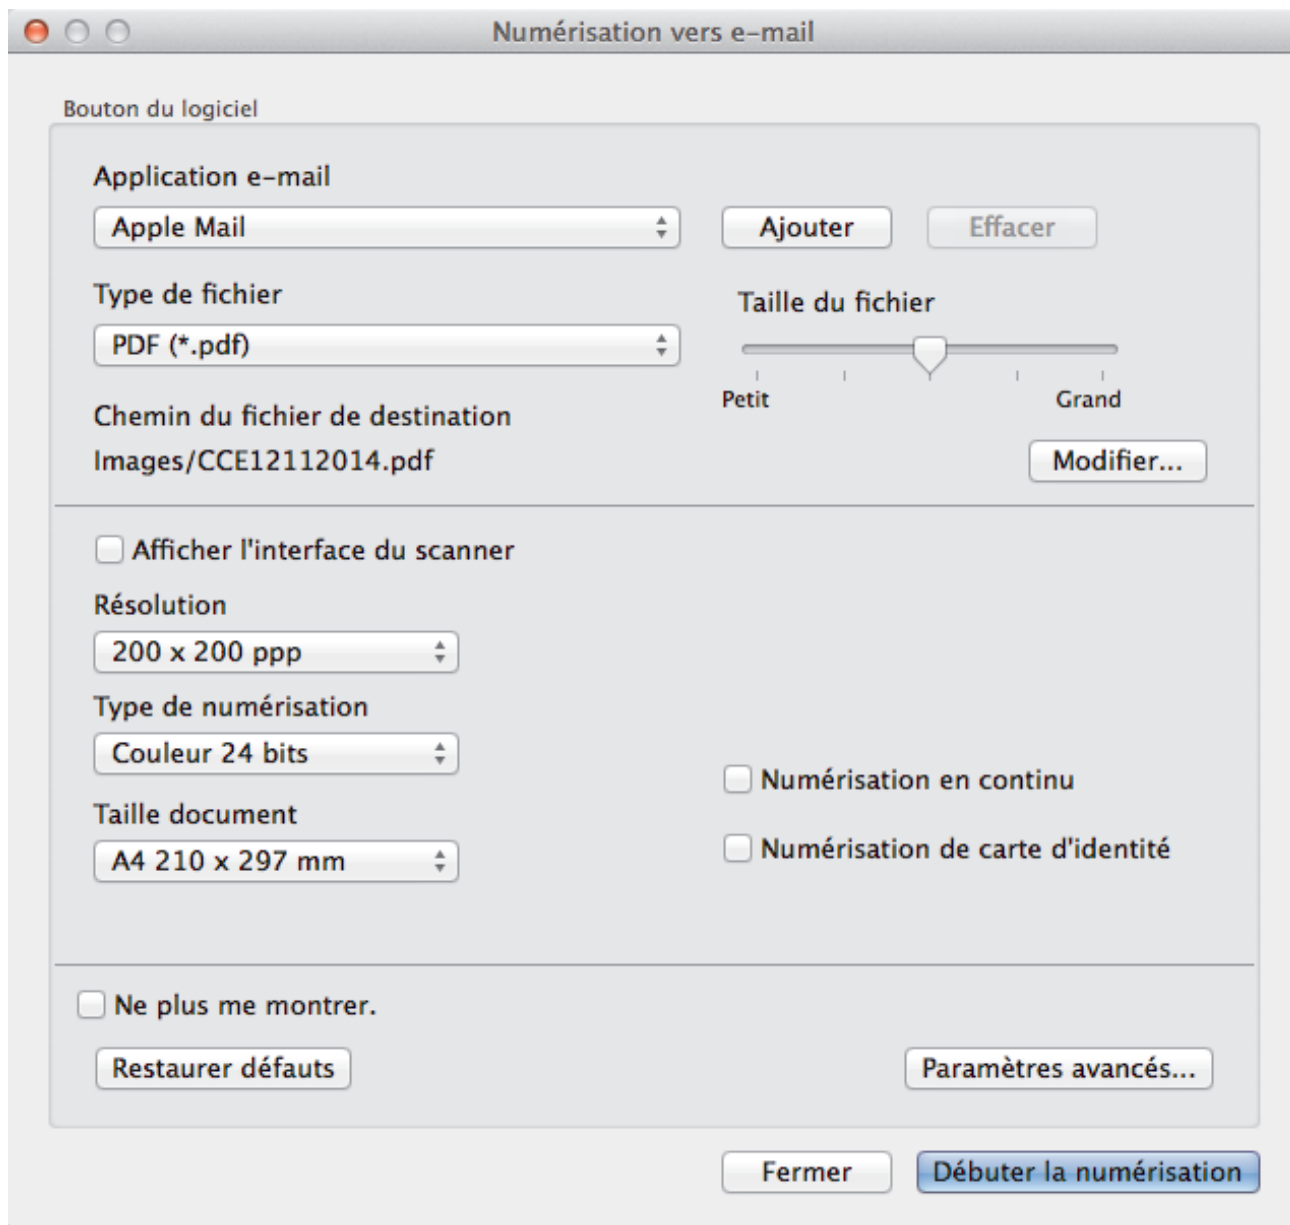 Numérisation vers e-mail
Bouton du logiciel
Application e-mail
Apple Mail
Ajouter
Effacer
Type de fichier
Taille du fichier
PDF (*.pdf)
Petit
Grand
Chemin du fichier de destination
Images/CCE12112014.pdf
Modifier...
Afficher l'interface du scanner
Résolution
200 x 200 ppp
Type de numérisation
Couleur 24 bits
Numérisation en continu
Taille document
Numérisation de carte d'identité
A4 210 x 297 mm
Ne plus me montrer.
Restaurer défauts
Paramètres avancés...
Fermer
Débuter la numérisation